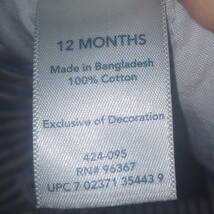 12 MONTHS
Made in Bangladesh
100% Cotton
Exclusive of Decoration
424-095
RN# 96367
UPC 7 02371 35443 9